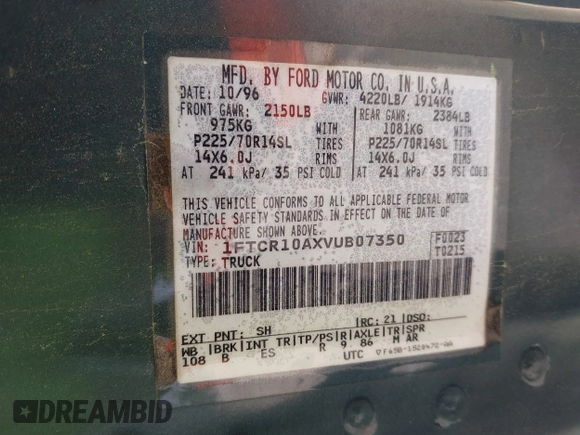 MFD. BY FORD MOTOR CO. IN U.S.A.
DATE: 10/96 GVWR: 4220LB/ 1914KG
FRONT GAWR: 2150LB REAR GAWR: 2384LB
975KG WITH 1081KG WITH
P225/70R14SL TIRES P225/70R14SL TIRES
14X6.0J RIMS 14X6.0J RIMS
AT 241 kPa/ 35 PSI COLD AT 241 kPa/ 35 PSI COLD
THIS VEHICLE CONFORMS TO ALL APPLICABLE FEDERAL MOTOR
VEHICLE SAFETY STANDARDS IN EFFECT ON THE DATE OF
MANUFACTURE SHOWN ABOVE.
VIN: 1FTCR10AXVUB07350 F0023
TYPE: TRUCK T0215
EXT PNT: SH RC: 21 DSO:
WB BRK INT TR TP/PS R AXLE TR SPR
108 B ES R 9 86 M AR
UTC
DREAMBID